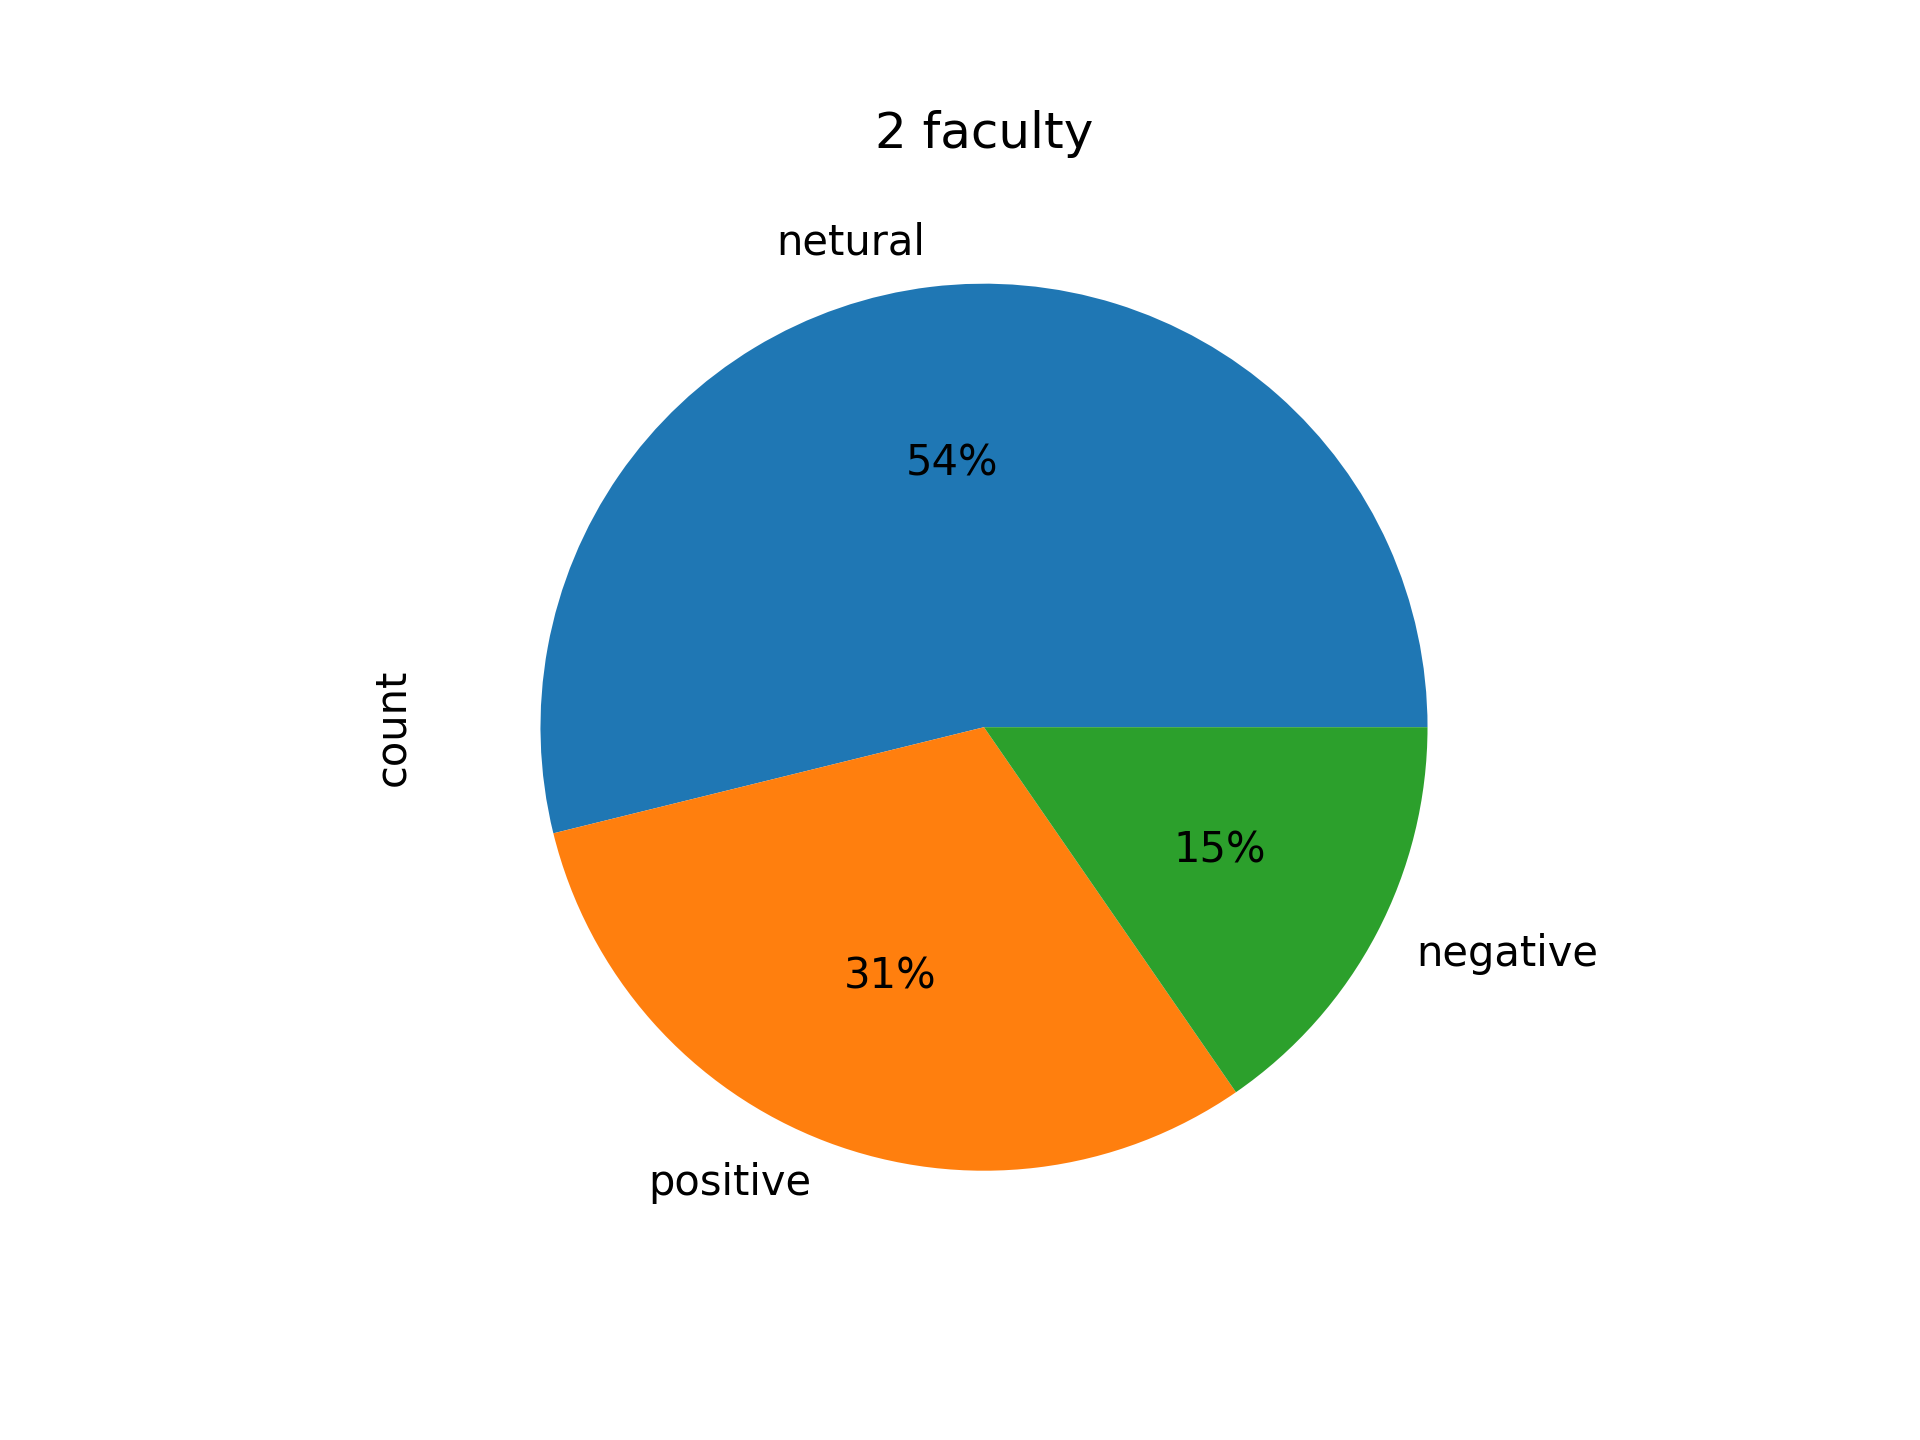 2 faculty
netural
54%
count
15%
negative
31%
positive